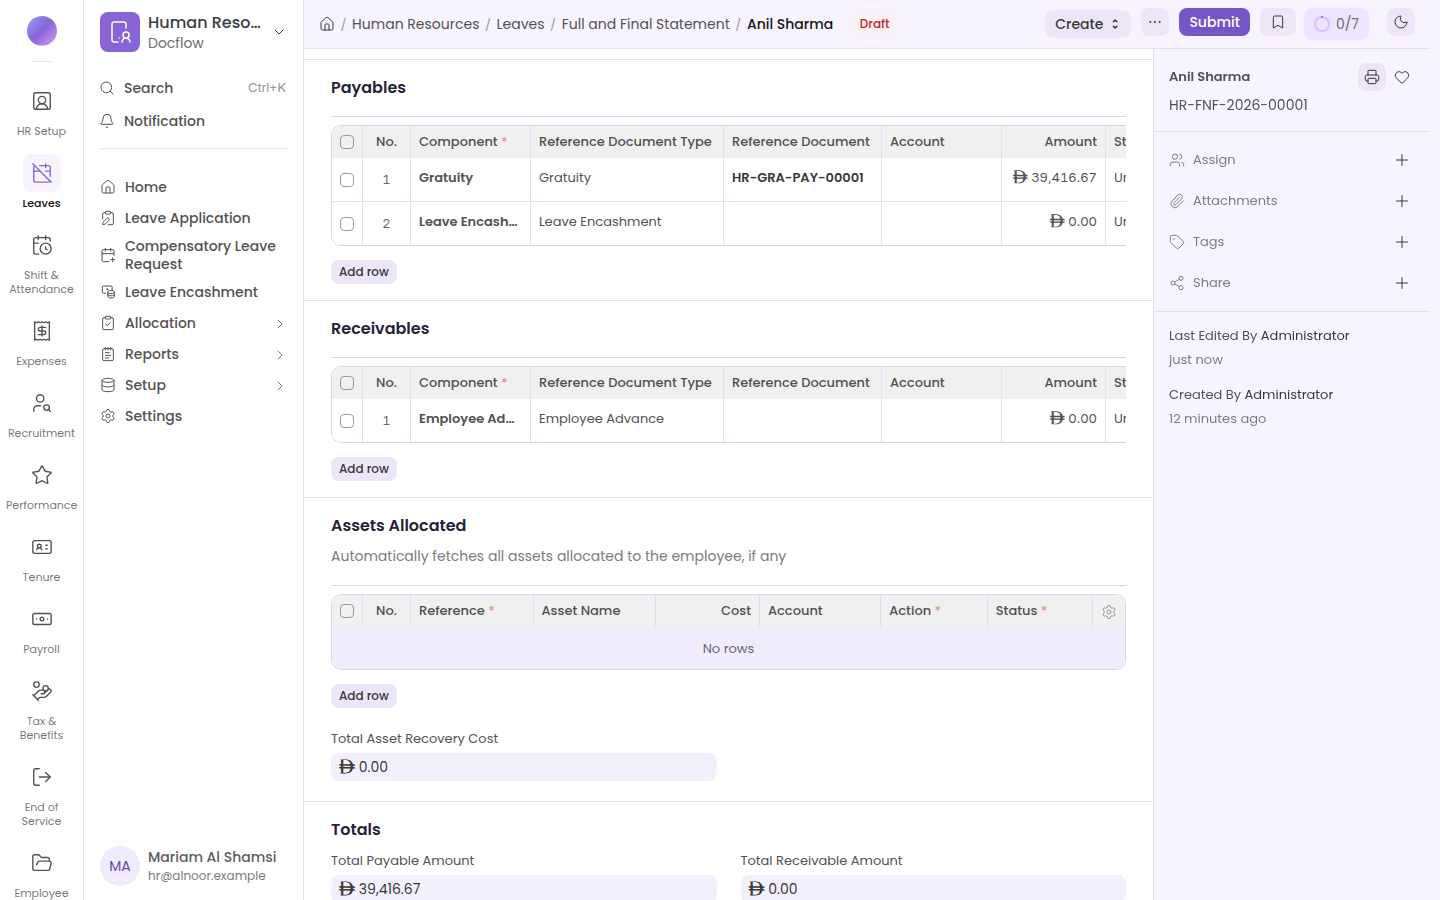 HR Setup
Leaves
Shift &
Attendance
Expenses
Recruitment
Performance
Tenure
Payroll
Tax &
Benefits
End of
Service
Employee
Human Reso...
Docflow
Search Ctrl+K
Notification
Home
Leave Application
Compensatory Leave
Request
Leave Encashment
Allocation
Reports
Setup
Settings
MA
Mariam Al Shamsi
hr@alnoor.example
/ Human Resources / Leaves / Full and Final Statement / Anil Sharma Draft
Create ... Submit 0/7
Payables
No. Component * Reference Document Type Reference Document Account Amount St
1 Gratuity Gratuity HR-GRA-PAY-00001 39,416.67 Ur
2 Leave Encash... Leave Encashment 0.00 Ur
Add row
Receivables
No. Component * Reference Document Type Reference Document Account Amount St
1 Employee Ad... Employee Advance 0.00 Ur
Add row
Assets Allocated
Automatically fetches all assets allocated to the employee, if any
No. Reference * Asset Name Cost Account Action * Status *
No rows
Add row
Total Asset Recovery Cost
0.00
Totals
Total Payable Amount Total Receivable Amount
39,416.67 0.00
Anil Sharma
HR-FNF-2026-00001
Assign
Attachments
Tags
Share
Last Edited By Administrator
just now
Created By Administrator
12 minutes ago